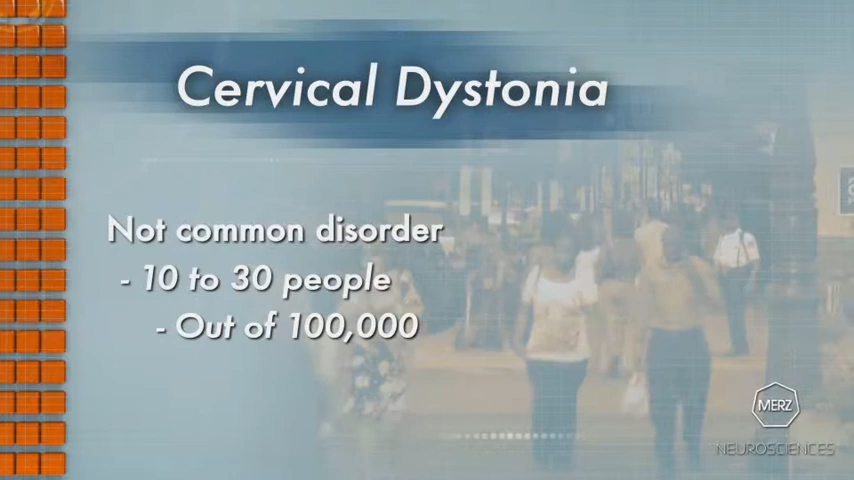 Cervical Dystonia
Not common disorder
- 10 to 30 people
- Out of 100,000
MERZ
NEUROSCIENCES